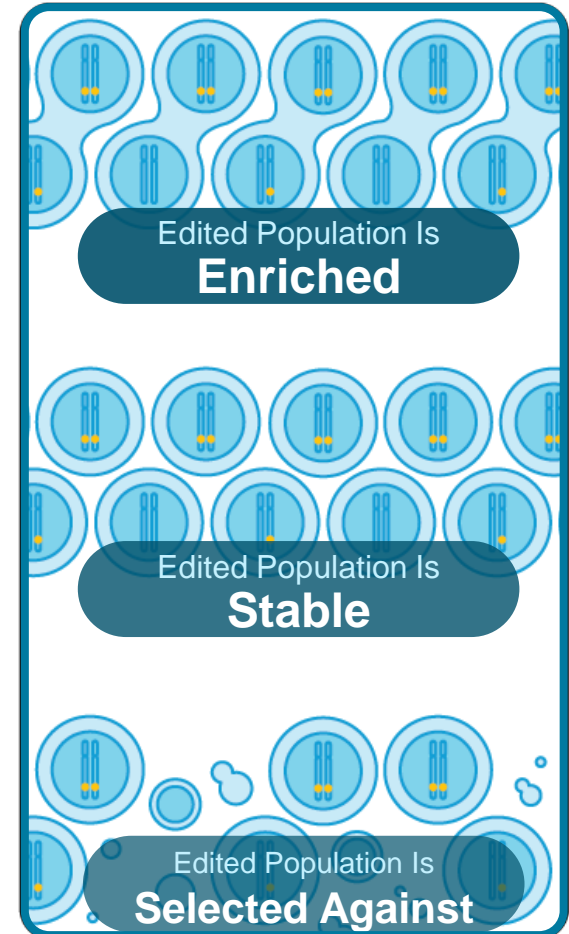 Edited Population Is
Enriched
Edited Population Is
Stable
Edited Population Is
Selected Against